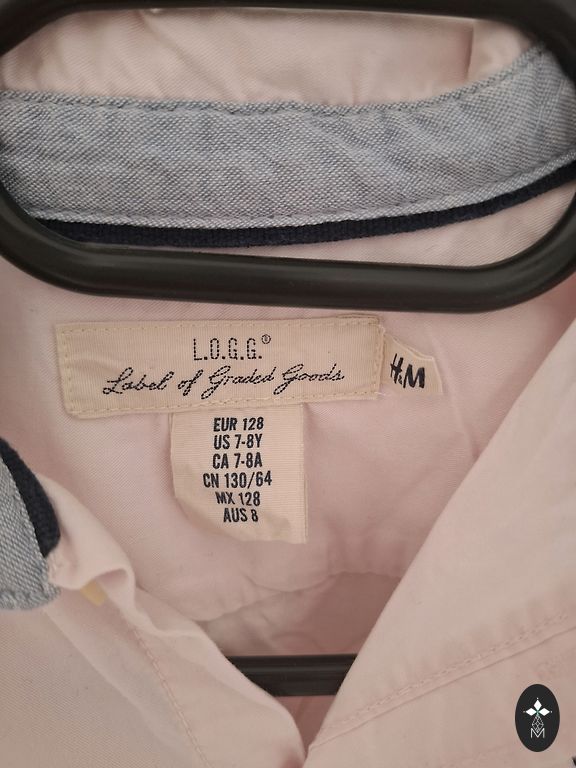 L.O.G.G.®
Label of Graded Goods
H&M
EUR 128
US 7-8Y
CA 7-8A
CN 130/64
MX 128
AUS 8
M